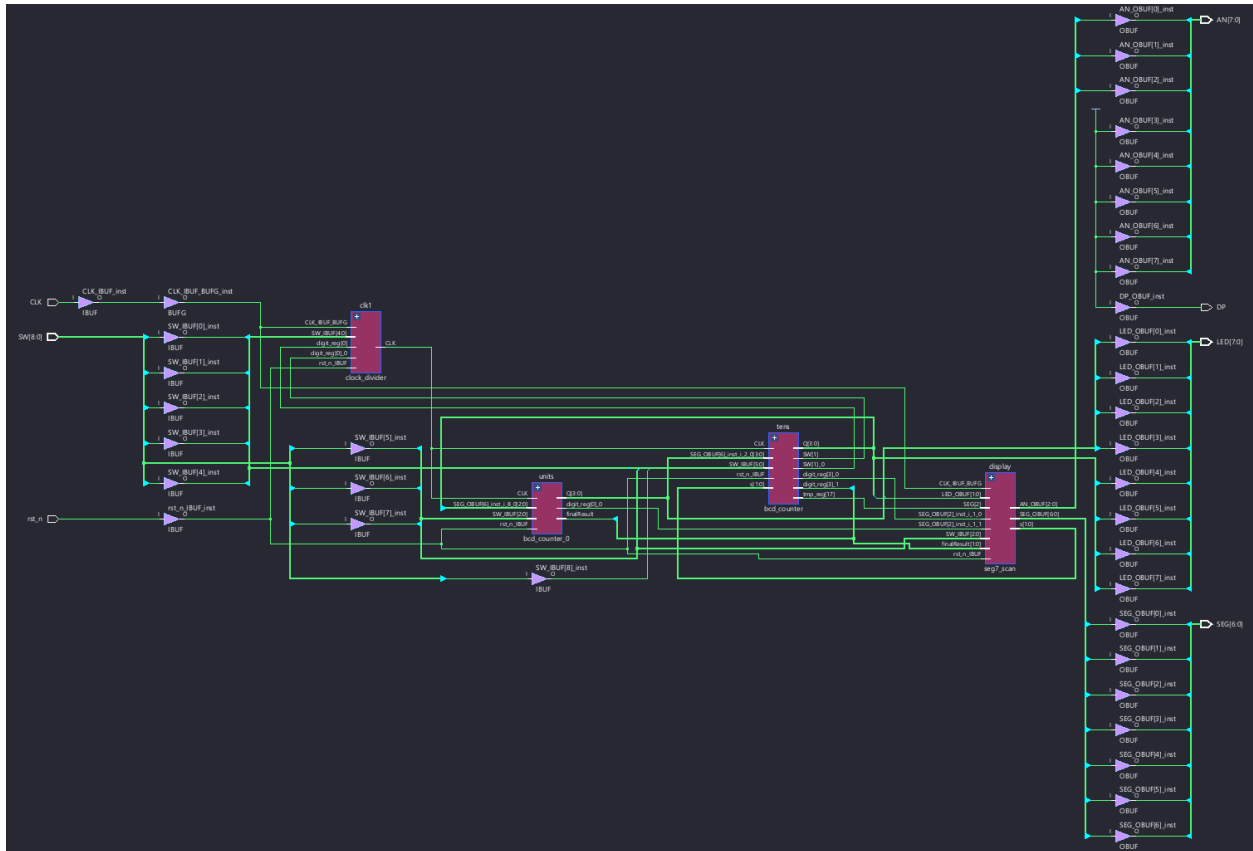 CLK
CLK_IBUF_inst
I
O
IBUF
CLK_IBUF_BUFG_inst
I
O
BUFG
SW[8:0]
SW_IBUF[0]_inst
I
O
IBUF
SW_IBUF[1]_inst
I
O
IBUF
SW_IBUF[2]_inst
I
O
IBUF
SW_IBUF[3]_inst
I
O
IBUF
SW_IBUF[4]_inst
I
O
IBUF
rst_n
rst_n_IBUF_inst
I
O
IBUF
clk1
CLK_IBUF_BUFG
SW_IBUF[4:0]
digit_reg[0]
digit_reg[0]_0
rst_n_IBUF
CLK
clock_divider
SW_IBUF[5]_inst
I
O
IBUF
SW_IBUF[6]_inst
I
O
IBUF
SW_IBUF[7]_inst
I
O
IBUF
SW_IBUF[8]_inst
I
O
IBUF
units
CLK
SEG_OBUF[6]_inst_i_8_0[2:0]
SW_IBUF[2:0]
rst_n_IBUF
Q[3:0]
digit_reg[0]_0
finalResult
bcd_counter_0
tens
CLK
SEG_OBUF[6]_inst_i_2_0[3:0]
SW_IBUF[5:0]
rst_n_IBUF
s[1:0]
Q[3:0]
SW[1]
SW[1]_0
digit_reg[3]_0
digit_reg[3]_1
tmp_reg[17]
bcd_counter
display
CLK_IBUF_BUFG
LED_OBUF[1:0]
SEG[2]
SEG_OBUF[2]_inst_i_1_0
SEG_OBUF[2]_inst_i_1_1
SW_IBUF[2:0]
finalResult[1:0]
rst_n_IBUF
AN_OBUF[2:0]
SEG_OBUF[6:0]
s[1:0]
seg7_scan
AN_OBUF[0]_inst
I
O
OBUF
AN[7:0]
AN_OBUF[1]_inst
I
O
OBUF
AN_OBUF[2]_inst
I
O
OBUF
AN_OBUF[3]_inst
I
O
OBUF
AN_OBUF[4]_inst
I
O
OBUF
AN_OBUF[5]_inst
I
O
OBUF
AN_OBUF[6]_inst
I
O
OBUF
AN_OBUF[7]_inst
I
O
OBUF
DP_OBUF_inst
I
O
OBUF
DP
LED_OBUF[0]_inst
I
O
OBUF
LED[7:0]
LED_OBUF[1]_inst
I
O
OBUF
LED_OBUF[2]_inst
I
O
OBUF
LED_OBUF[3]_inst
I
O
OBUF
LED_OBUF[4]_inst
I
O
OBUF
LED_OBUF[5]_inst
I
O
OBUF
LED_OBUF[6]_inst
I
O
OBUF
LED_OBUF[7]_inst
I
O
OBUF
SEG_OBUF[0]_inst
I
O
OBUF
SEG[6:0]
SEG_OBUF[1]_inst
I
O
OBUF
SEG_OBUF[2]_inst
I
O
OBUF
SEG_OBUF[3]_inst
I
O
OBUF
SEG_OBUF[4]_inst
I
O
OBUF
SEG_OBUF[5]_inst
I
O
OBUF
SEG_OBUF[6]_inst
I
O
OBUF